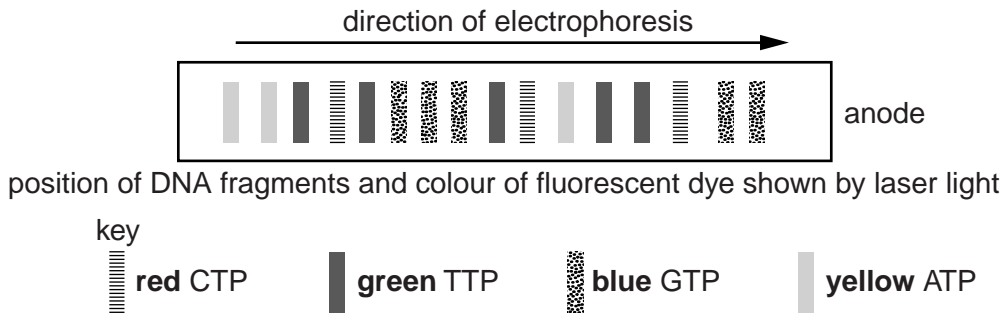 direction of electrophoresis
anode
position of DNA fragments and colour of fluorescent dye shown by laser light
key
red CTP
green TTP
blue GTP
yellow ATP